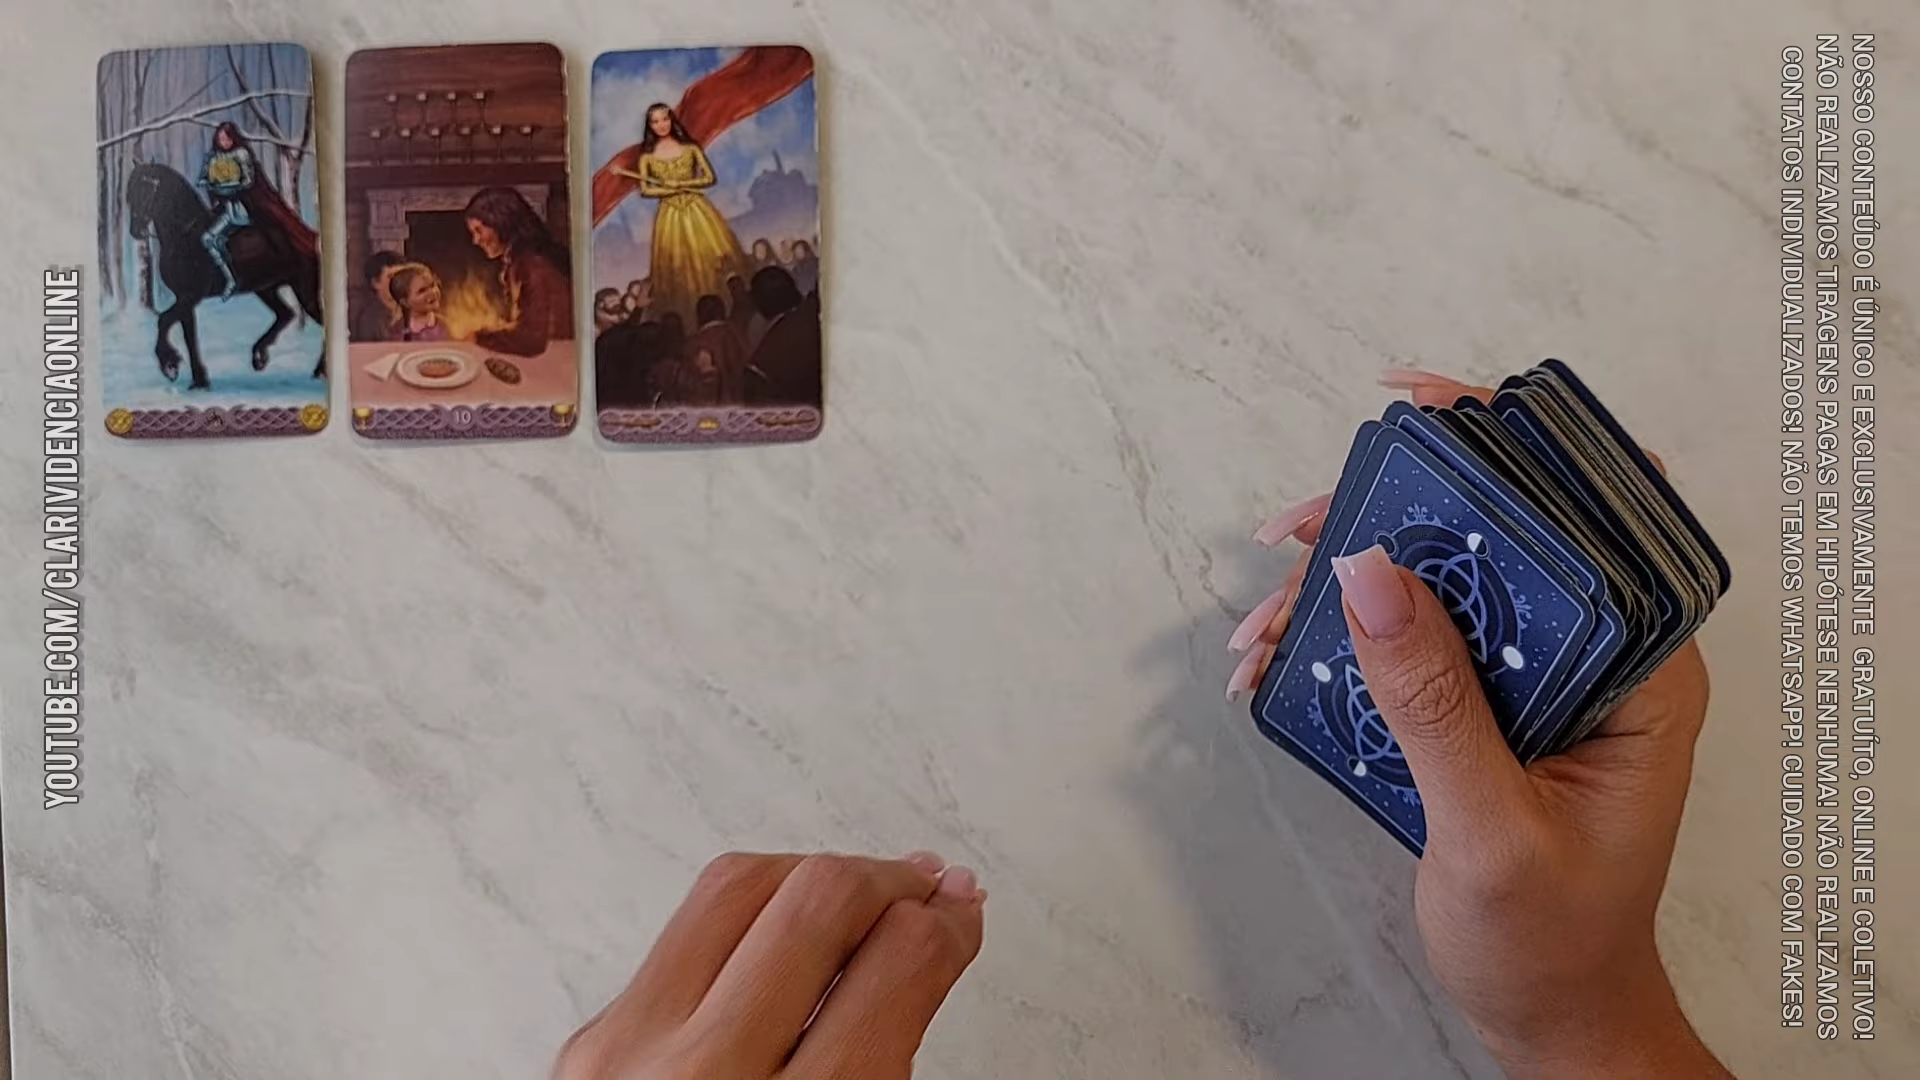 YOUTUBE.COM/CLARIVIDENCIAONLINE
10
NOSSO CONTEÚDO É ÚNICO E EXCLUSIVAMENTE GRATUÍTO, ONLINE E COLETIVO!
NÃO REALIZAMOS TIRAGENS PAGAS EM HIPÓTESE NENHUMA! NÃO REALIZAMOS
CONTATOS INDIVIDUALIZADOS! NÃO TEMOS WHATSAPP! CUIDADO COM FAKES!